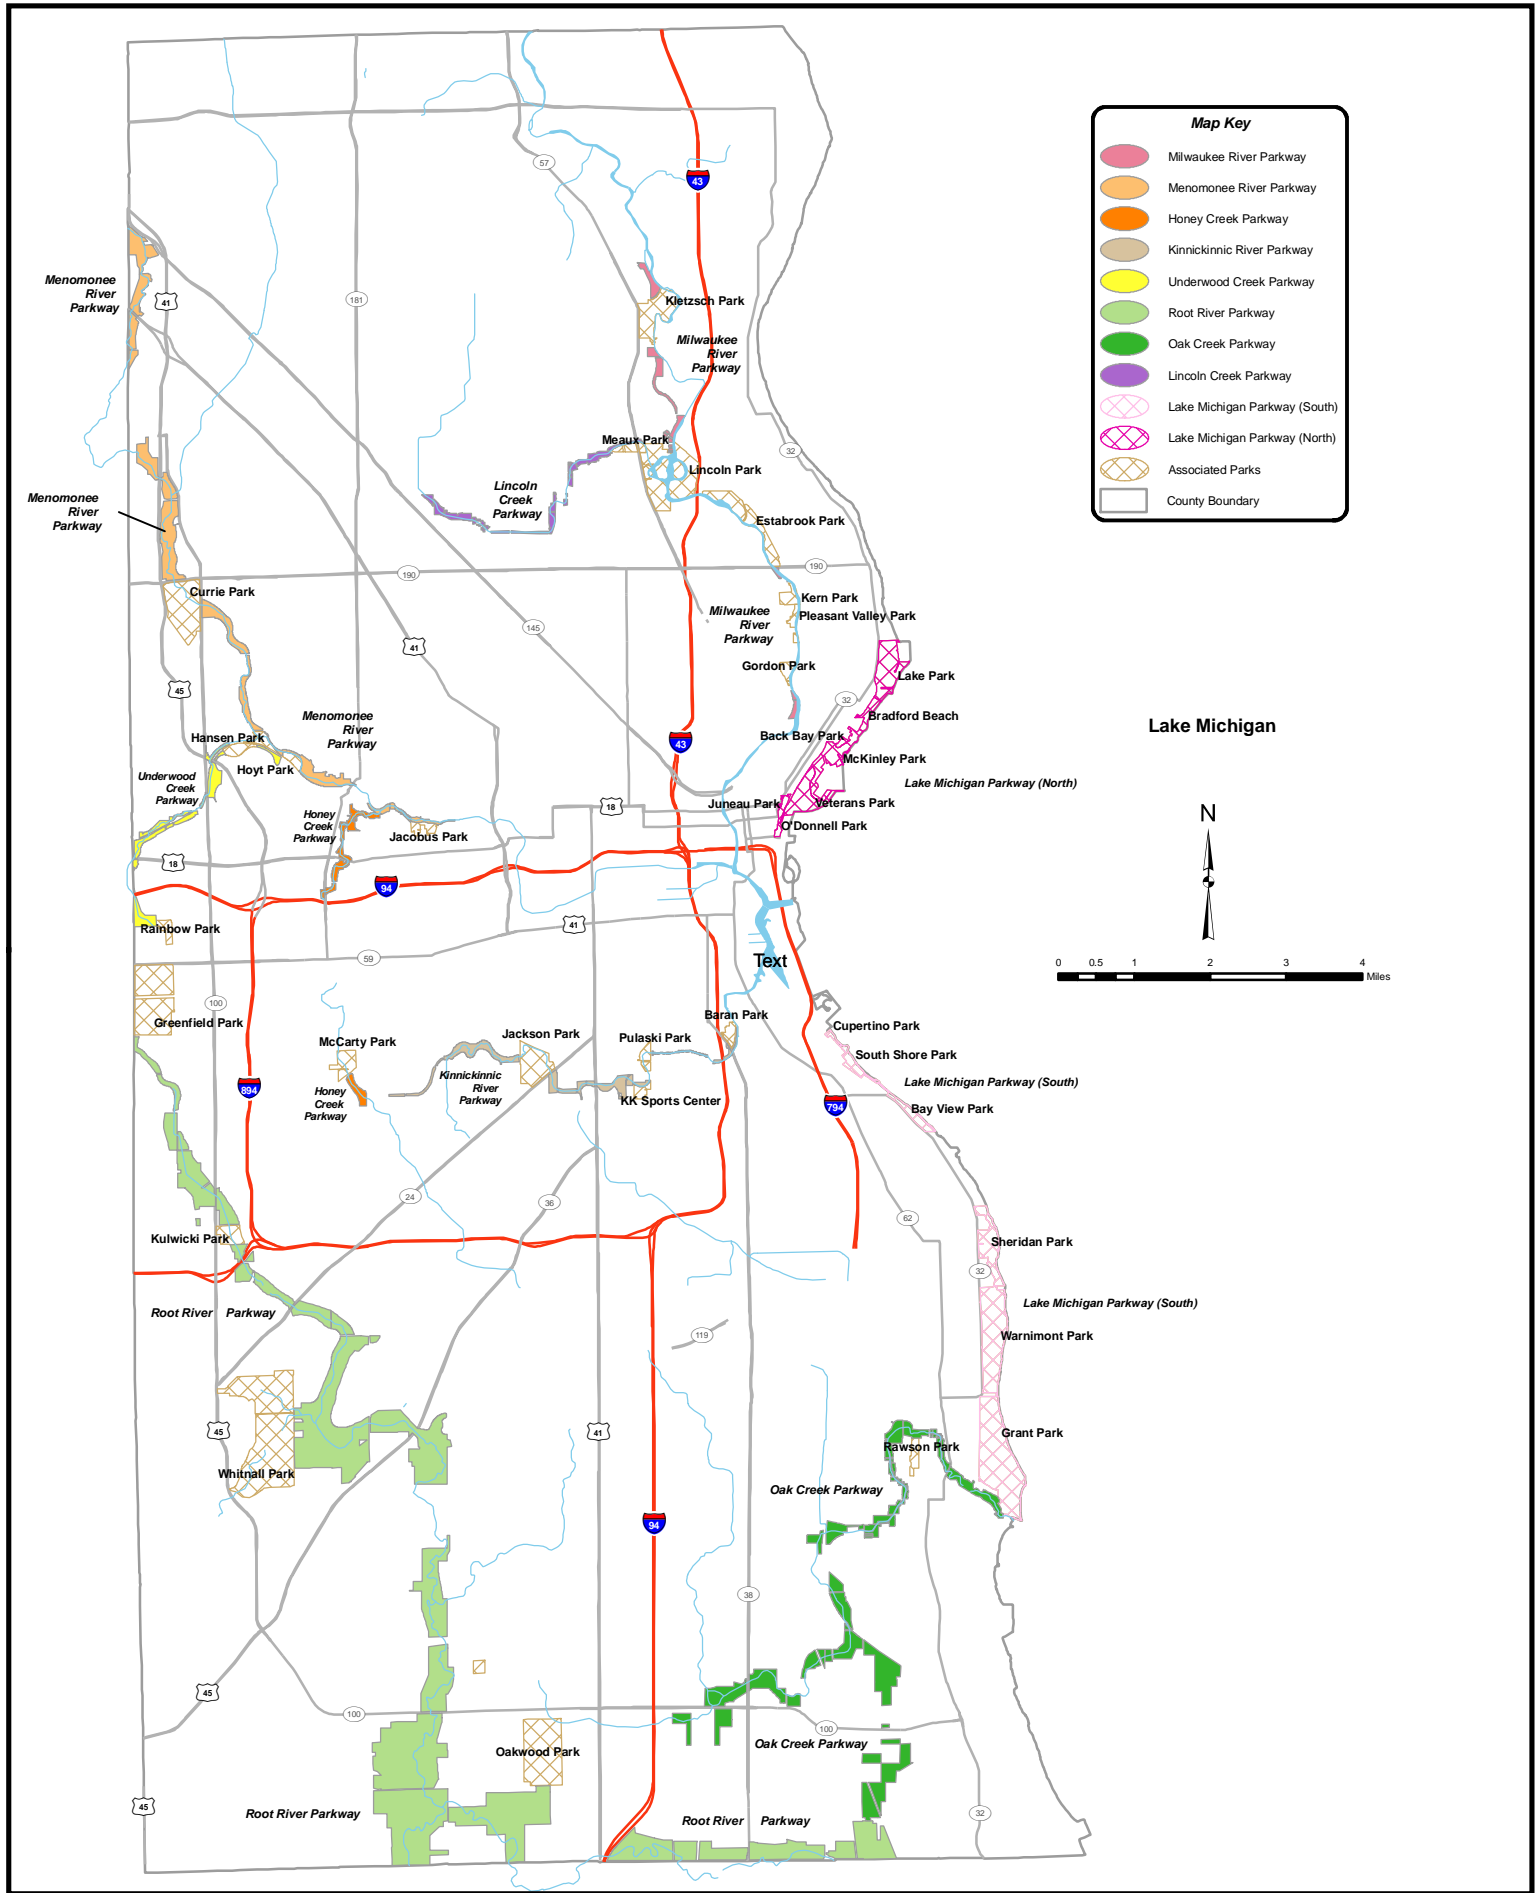 Map Key
Milwaukee River Parkway
Menomonee River Parkway
Honey Creek Parkway
Kinnickinnic River Parkway
Underwood Creek Parkway
Root River Parkway
Oak Creek Parkway
Lincoln Creek Parkway
Lake Michigan Parkway (South)
Lake Michigan Parkway (North)
Associated Parks
County Boundary
57
43
Menomonee
River
Parkway
41
181
Kletzsch Park
Milwaukee
River
Parkway
Meaux Park
32
Lincoln Park
Lincoln
Creek
Parkway
Menomonee
River
Parkway
Estabrook Park
190
190
Currie Park
Kern Park
Pleasant Valley Park
Milwaukee
River
Parkway
145
41
Gordon Park
Lake Park
45
32
Menomonee
River
Parkway
Bradford Beach
Lake Michigan
Hansen Park
Back Bay Park
43
McKinley Park
Hoyt Park
Underwood
Creek
Parkway
Lake Michigan Parkway (North)
Juneau Park
Veterans Park
18
Honey
Creek
Parkway
O'Donnell Park
Jacobus Park
N
18
94
41
Rainbow Park
59
Text
0
0.5
1
2
3
4
Miles
100
Greenfield Park
Baran Park
Cupertino Park
Jackson Park
Pulaski Park
McCarty Park
South Shore Park
Kinnickinnic
River
Parkway
Lake Michigan Parkway (South)
894
Honey
Creek
Parkway
KK Sports Center
794
Bay View Park
24
36
62
Kulwicki Park
Sheridan Park
32
Root River
Parkway
Lake Michigan Parkway (South)
119
Warnimont Park
45
41
Grant Park
Rawson Park
Whitnall Park
Oak Creek Parkway
94
38
45
100
100
Oak Creek Parkway
Oakwood Park
45
Root River Parkway
Root River
Parkway
32